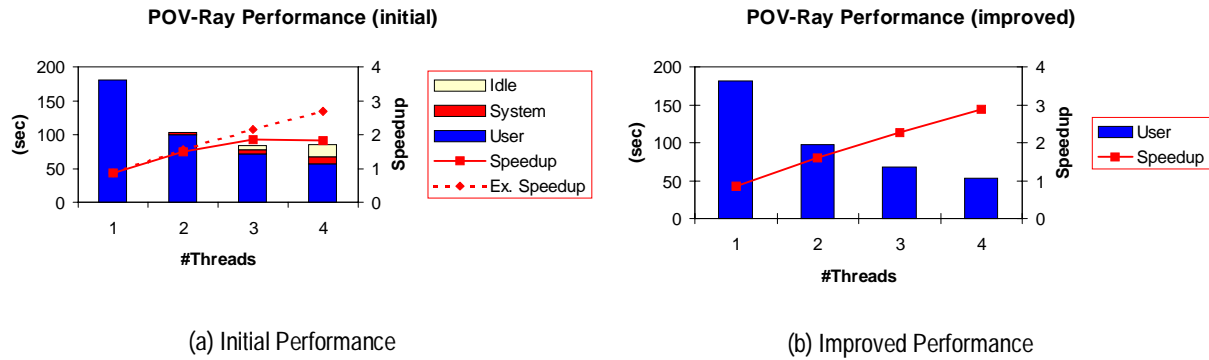 POV-Ray Performance (initial)
200
150
100
50
0
(sec)
4
3
2
1
0
Speedup
1 2 3 4
#Threads
Idle
System
User
Speedup
Ex. Speedup
(a) Initial Performance
POV-Ray Performance (improved)
200
150
100
50
0
(sec)
4
3
2
1
0
Speedup
1 2 3 4
#Threads
User
Speedup
(b) Improved Performance